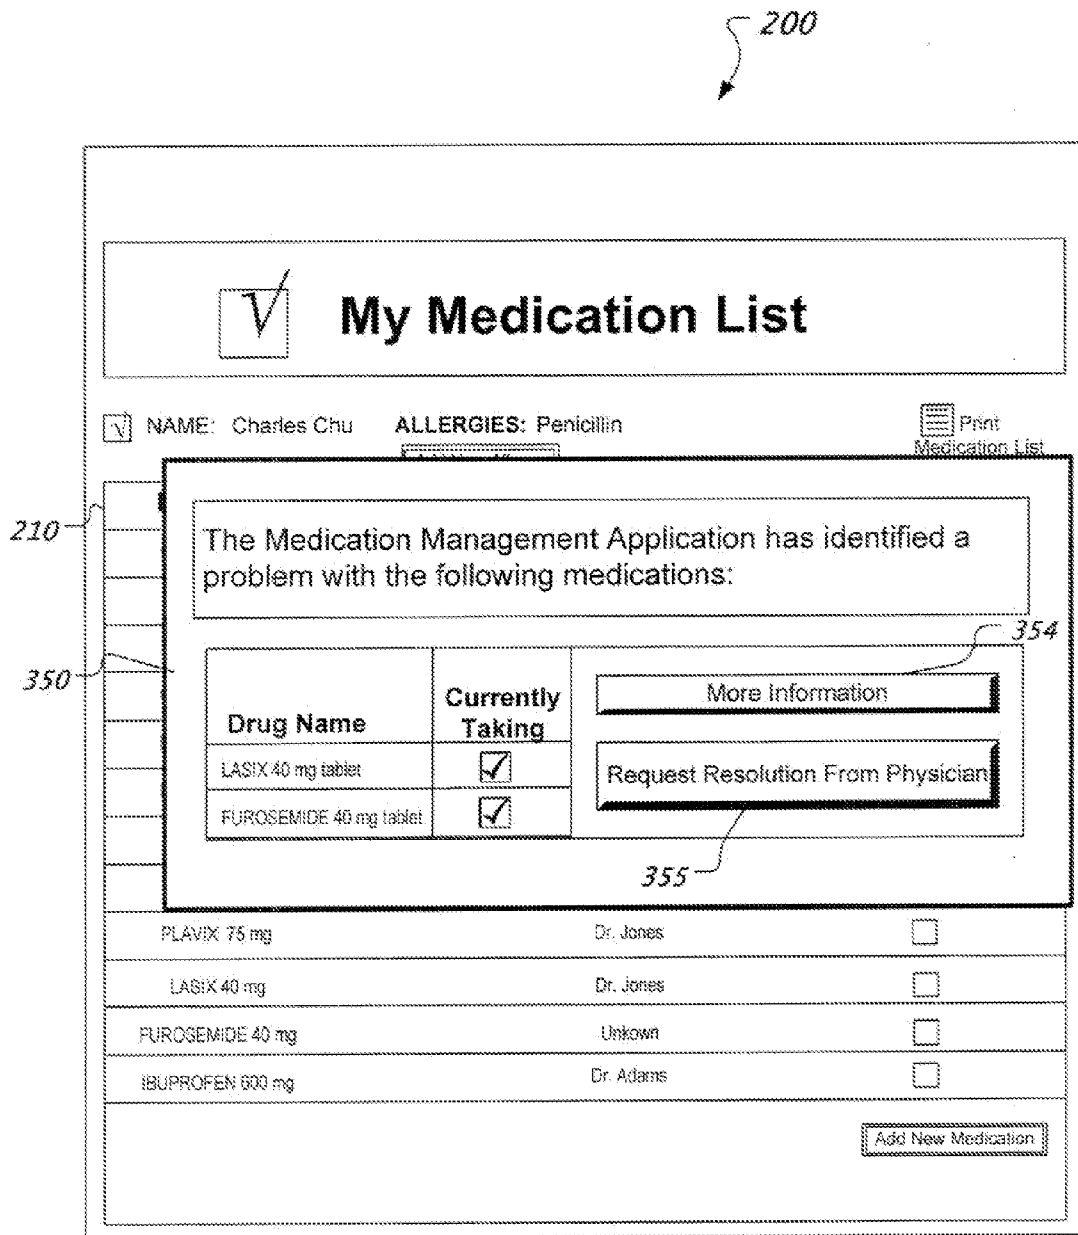 200
√ My Medication List
√ NAME: Charles Chu ALLERGIES: Penicillin
Print
Medication List
210
The Medication Management Application has identified a
problem with the following medications:
354
350
Drug Name
Currently
Taking
More Information
LASIX 40 mg tablet
Request Resolution From Physician
FUROSEMIDE 40 mg tablet
355
PLAVIX 75 mg Dr. Jones
LASIX 40 mg Dr. Jones
FUROSEMIDE 40 mg Unkown
IBUPROFEN 600 mg Dr. Adams
Add New Medication